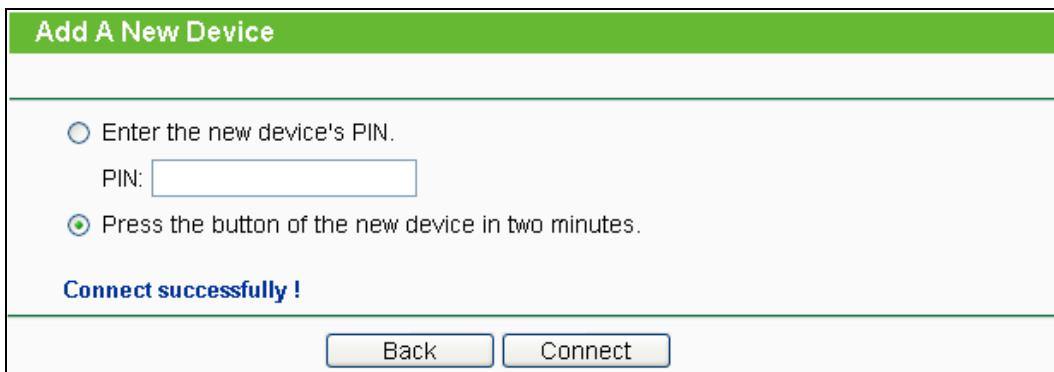 Add A New Device
Enter the new device's PIN.
PIN:
Press the button of the new device in two minutes.
Connect successfully !
Back Connect